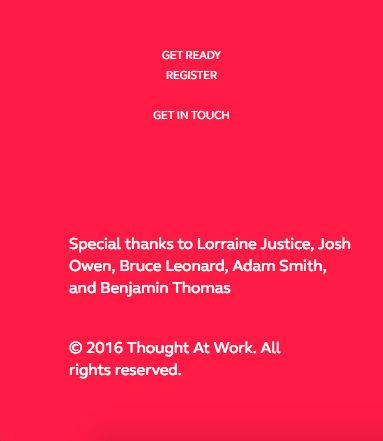 GET READY
REGISTER
GET IN TOUCH
Special thanks to Lorraine Justice, Josh
Owen, Bruce Leonard, Adam Smith,
and Benjamin Thomas
© 2016 Thought At Work. All
rights reserved.